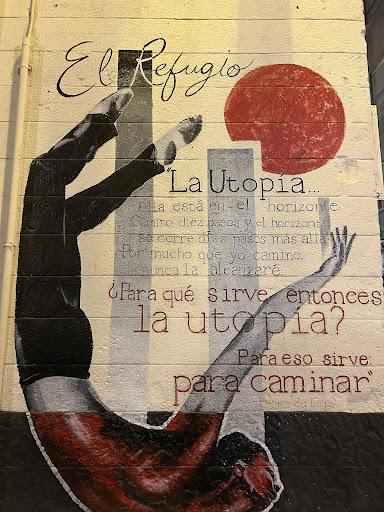 El Refugio
"La Utopía...
ella está en el horizonte.
Camino diez pasos y el horizonte
se corre diez pasos más allá
Por mucho que yo camine,
nunca la alcanzaré.
¿Para qué sirve entonces
la utopía?
Para eso sirve:
para caminar"